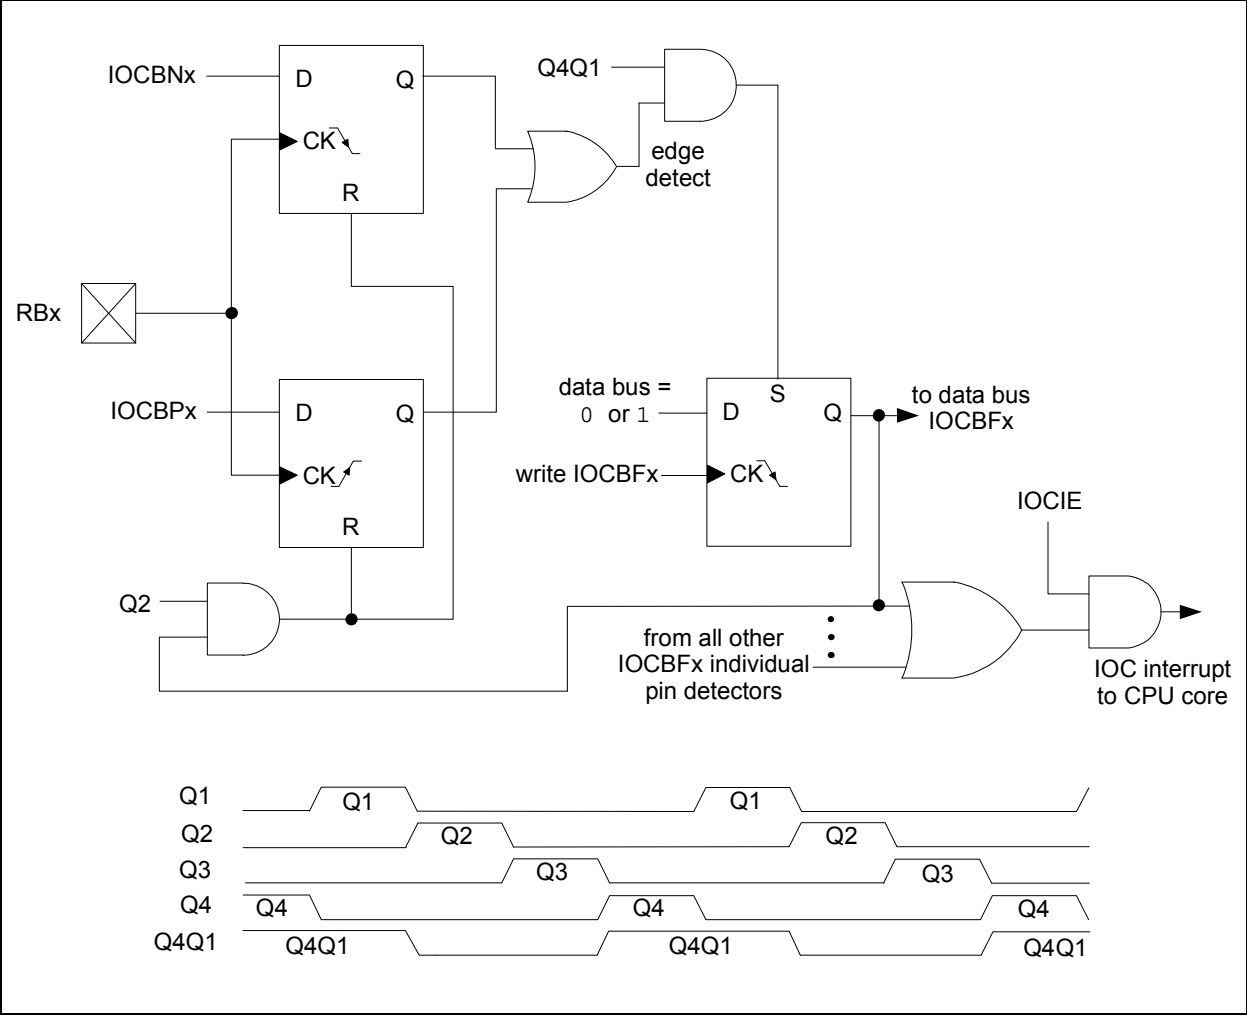 IOCBNx
D
Q
CK
R
Q4Q1
edge
detect
RBx
IOCBPx
D
Q
CK
R
data bus =
0 or 1
S
D
Q
to data bus
IOCBFx
write IOCBFx
CK
IOCIE
Q2
from all other
IOCBFx individual
pin detectors
IOC interrupt
to CPU core
Q1
Q1
Q1
Q2
Q2
Q2
Q3
Q3
Q3
Q4
Q4
Q4
Q4
Q4Q1
Q4Q1
Q4Q1
Q4Q1